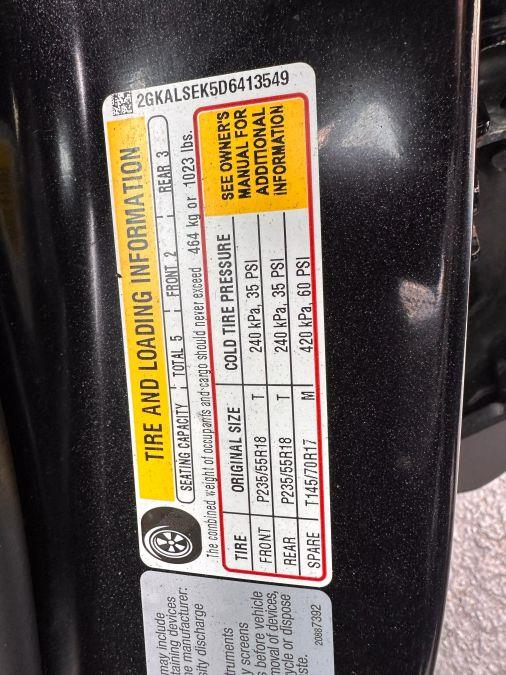 2GKALSEK5D6413549
TIRE AND LOADING INFORMATION
SEATING CAPACITY TOTAL 5 FRONT 2 REAR 3
The combined weight of occupants and cargo should never exceed 464 kg or 1023 lbs.
TIRE ORIGINAL SIZE COLD TIRE PRESSURE
FRONT P235/55R18 T 240 kPa, 35 PSI
REAR P235/55R18 T 240 kPa, 35 PSI
SPARE T145/70R17 M 420 kPa, 60 PSI
SEE OWNER'S
MANUAL FOR
ADDITIONAL
INFORMATION
may include
taining devices
e manufacturer.
sity discharge
truments
y screens
s before vehicle
moval of devices,
ycle or dispose
ste.
20887392